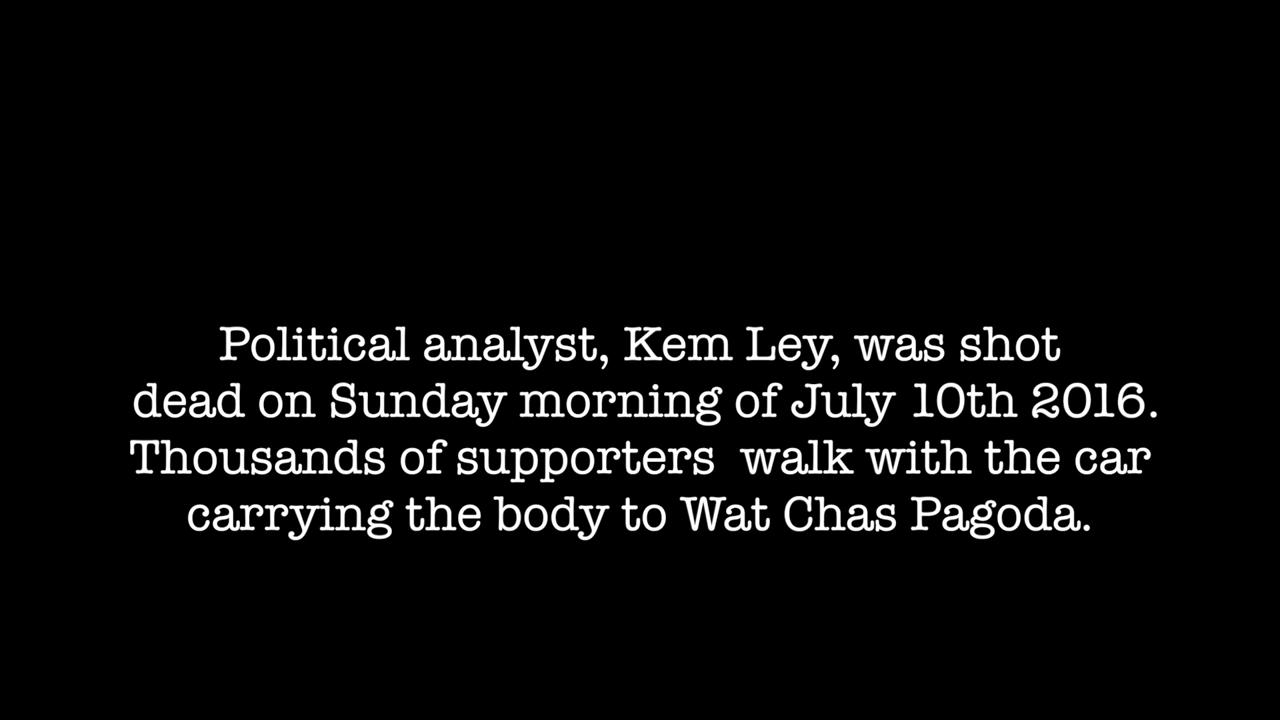 Political analyst, Kem Ley, was shot
dead on Sunday morning of July 10th 2016.
Thousands of supporters  walk with the car
carrying the body to Wat Chas Pagoda.